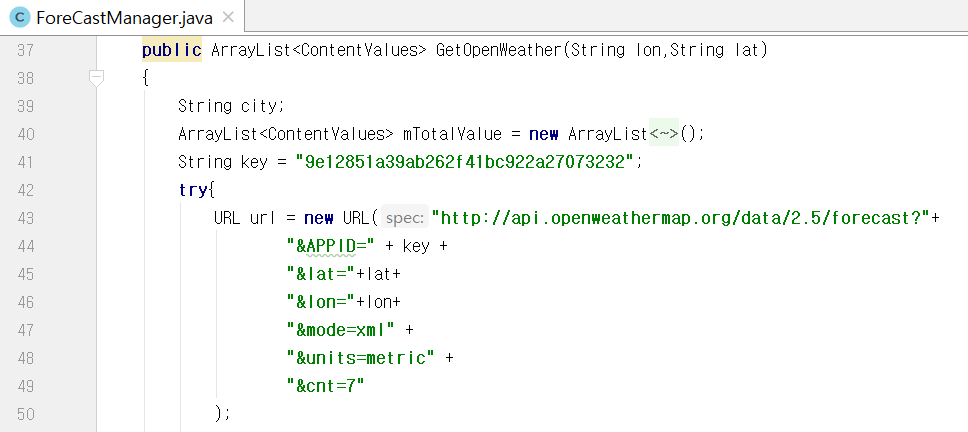 ForeCastManager.java
37 public ArrayList<ContentValues> GetOpenWeather(String lon,String lat)
38 {
39 String city;
40 ArrayList<ContentValues> mTotalValue = new ArrayList<~>();
41 String key = "9e12851a39ab262f41bc922a27073232";
42 try{
43 URL url = new URL( spec: "http://api.openweathermap.org/data/2.5/forecast?"+
44 "&APPID=" + key +
45 "&lat="+lat+
46 "&lon="+lon+
47 "&mode=xml" +
48 "&units=metric" +
49 "&cnt=7"
50 );